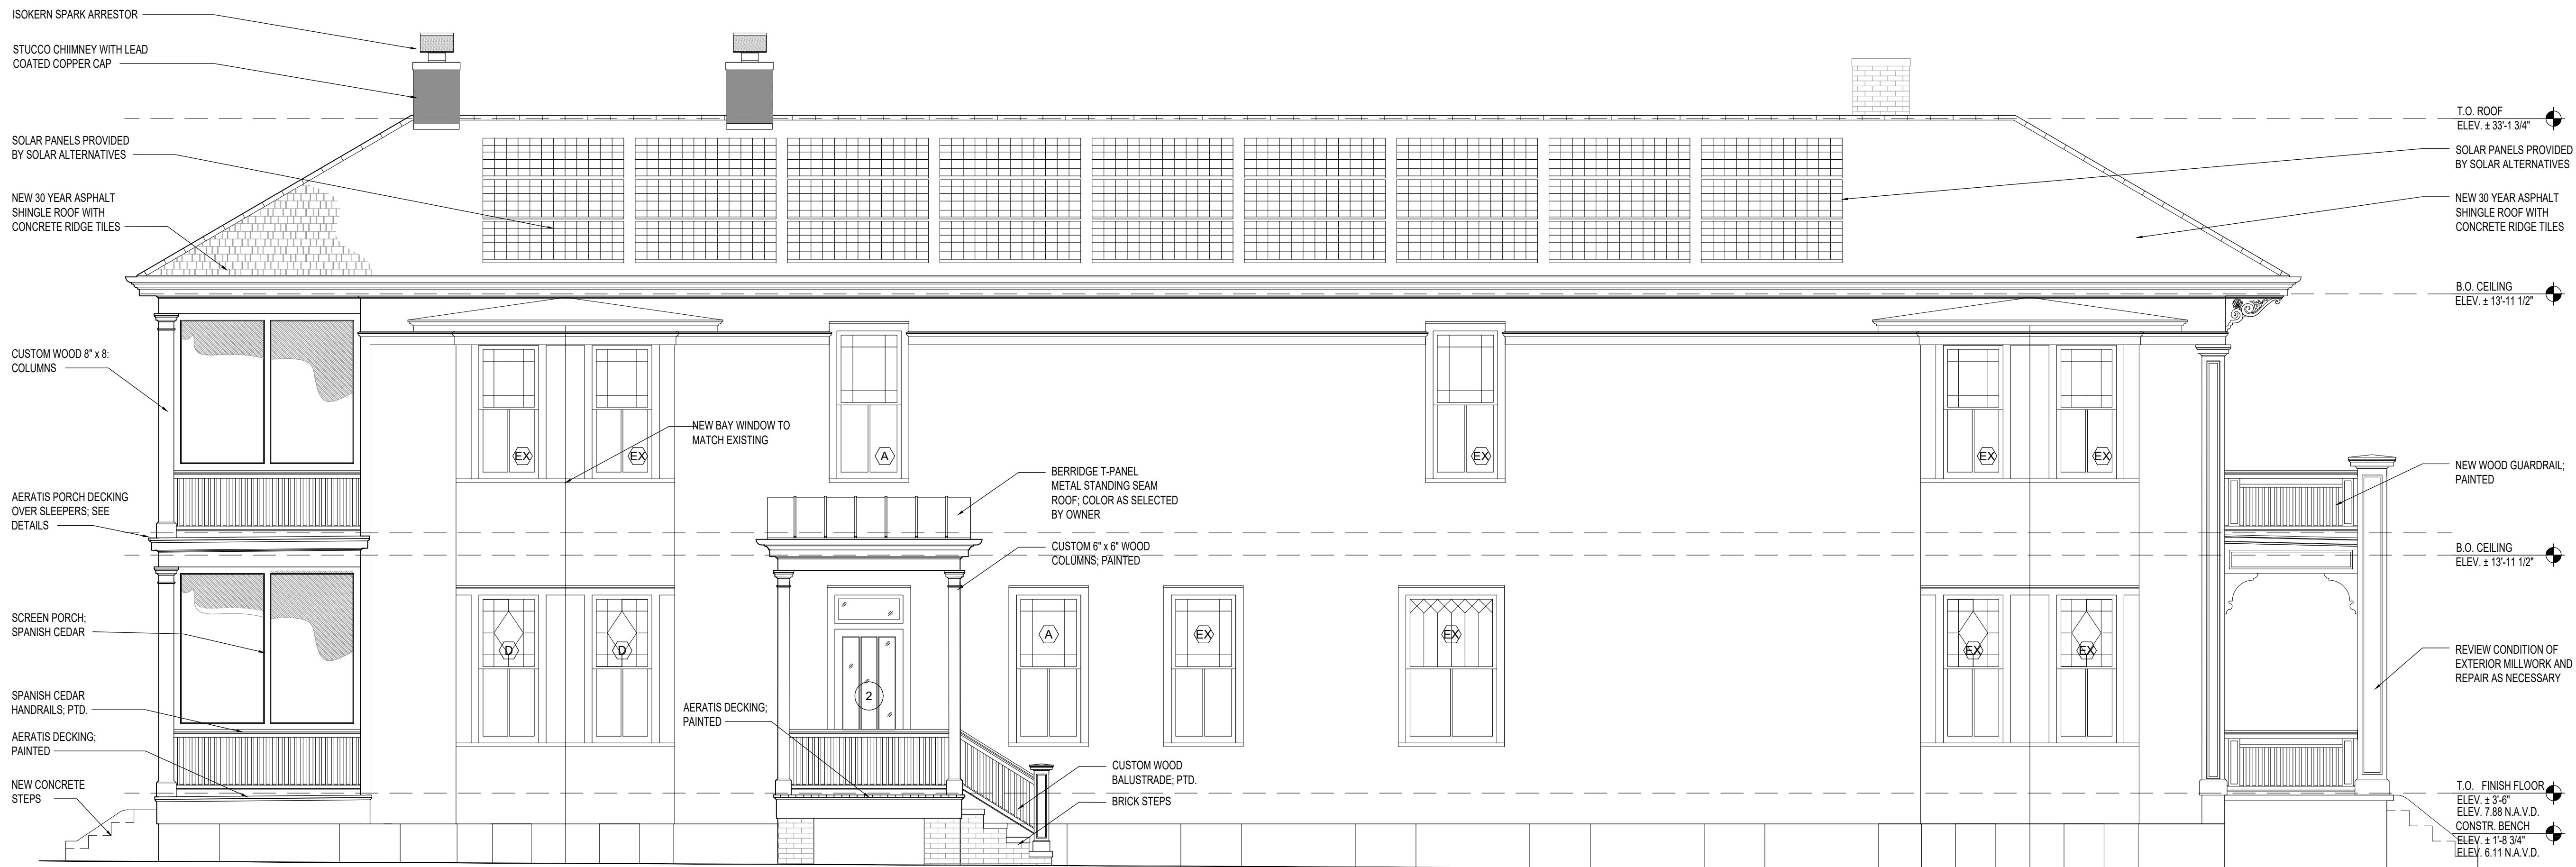 ISOKERN SPARK ARRESTOR
STUCCO CHIIMNEY WITH LEAD
COATED COPPER CAP
SOLAR PANELS PROVIDED
BY SOLAR ALTERNATIVES
NEW 30 YEAR ASPHALT
SHINGLE ROOF WITH
CONCRETE RIDGE TILES
CUSTOM WOOD 8" x 8:
COLUMNS
AERATIS PORCH DECKING
OVER SLEEPERS; SEE
DETAILS
SCREEN PORCH;
SPANISH CEDAR
SPANISH CEDAR
HANDRAILS; PTD.
AERATIS DECKING;
PAINTED
NEW CONCRETE
STEPS
EX
EX
A
EX
EX
EX
NEW BAY WINDOW TO
MATCH EXISTING
BERRIDGE T-PANEL
METAL STANDING SEAM
ROOF; COLOR AS SELECTED
BY OWNER
CUSTOM 6" x 6" WOOD
COLUMNS; PAINTED
D
D
2
A
EX
EX
EX
EX
AERATIS DECKING;
PAINTED
CUSTOM WOOD
BALUSTRADE; PTD.
BRICK STEPS
T.O. ROOF
ELEV. ± 33'-1 3/4"
SOLAR PANELS PROVIDED
BY SOLAR ALTERNATIVES
NEW 30 YEAR ASPHALT
SHINGLE ROOF WITH
CONCRETE RIDGE TILES
B.O. CEILING
ELEV. ± 13'-11 1/2"
NEW WOOD GUARDRAIL;
PAINTED
B.O. CEILING
ELEV. ± 13'-11 1/2"
REVIEW CONDITION OF
EXTERIOR MILLWORK AND
REPAIR AS NECESSARY
T.O. FINISH FLOOR
ELEV. ± 3'-6"
ELEV. 7.88 N.A.V.D.
CONSTR. BENCH
ELEV. ± 1'-8 3/4"
ELEV. 6.11 N.A.V.D.